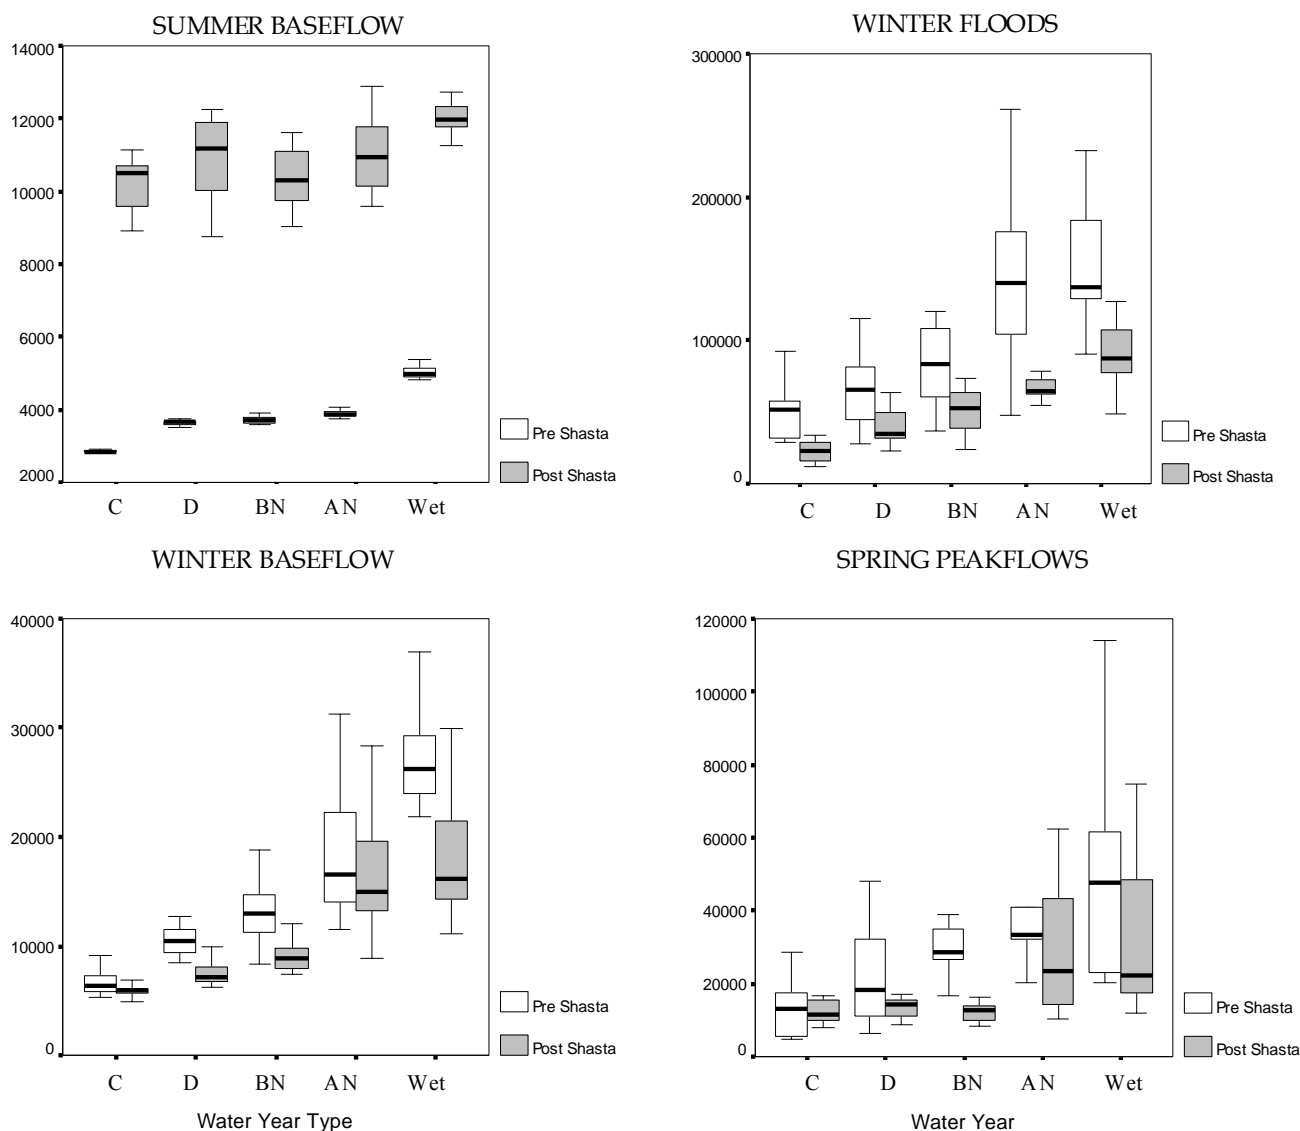 SUMMER BASEFLOW
14000
12000
10000
8000
6000
4000
2000
C D BN AN Wet
Pre Shasta
Post Shasta
WINTER FLOODS
300000
200000
100000
0
C D BN AN Wet
Pre Shasta
Post Shasta
WINTER BASEFLOW
40000
30000
20000
10000
0
C D BN AN Wet
Water Year Type
Pre Shasta
Post Shasta
SPRING PEAKFLOWS
120000
100000
80000
60000
40000
20000
0
C D BN AN Wet
Water Year
Pre Shasta
Post Shasta